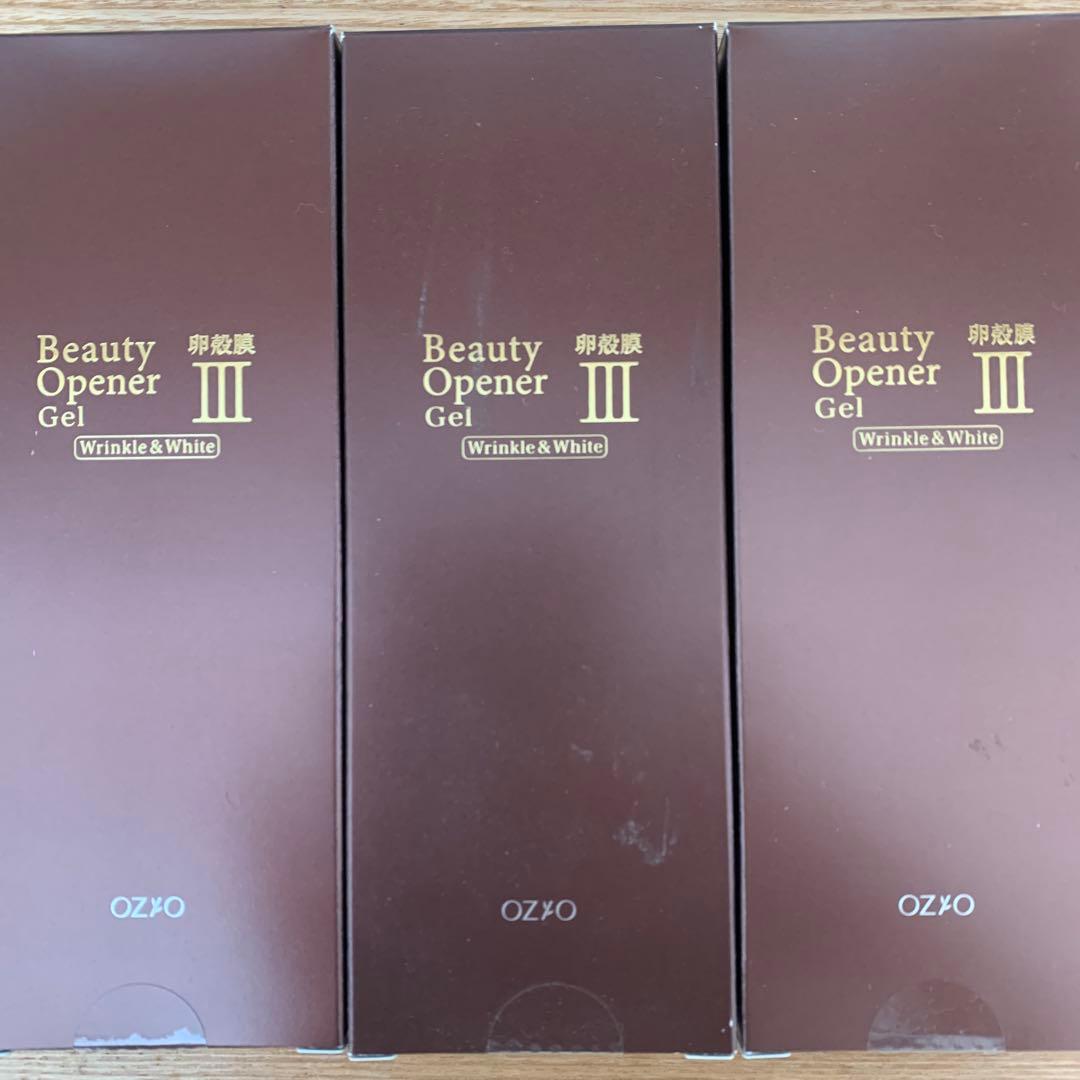 Beauty
Opener
Gel
卵殻膜
III
Wrinkle & White
OZIO
Beauty
Opener
Gel
卵殻膜
III
Wrinkle & White
OZIO
Beauty
Opener
Gel
卵殻膜
III
Wrinkle & White
OZIO